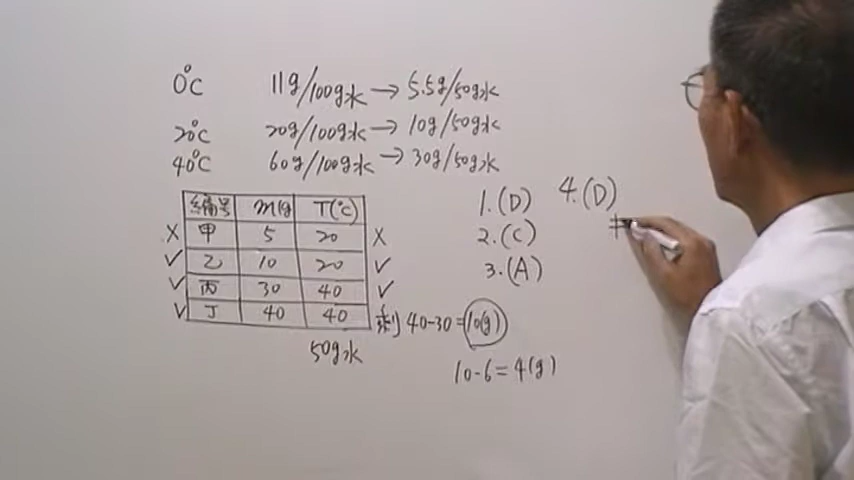 0°C 11g/100g水 → 5.5g/50g水
20°C 20g/100g水 → 10g/50g水
40°C 60g/100g水 → 30g/50g水
編号 m(g) T(°C)
X 甲 5 20 X
✓ 乙 10 20 ✓
✓ 丙 30 40 ✓
✓ 丁 40 40 剩 40-30=10(g)
50g水
10-6=4(g)
1.(D)
2.(C)
3.(A)
4.(D)